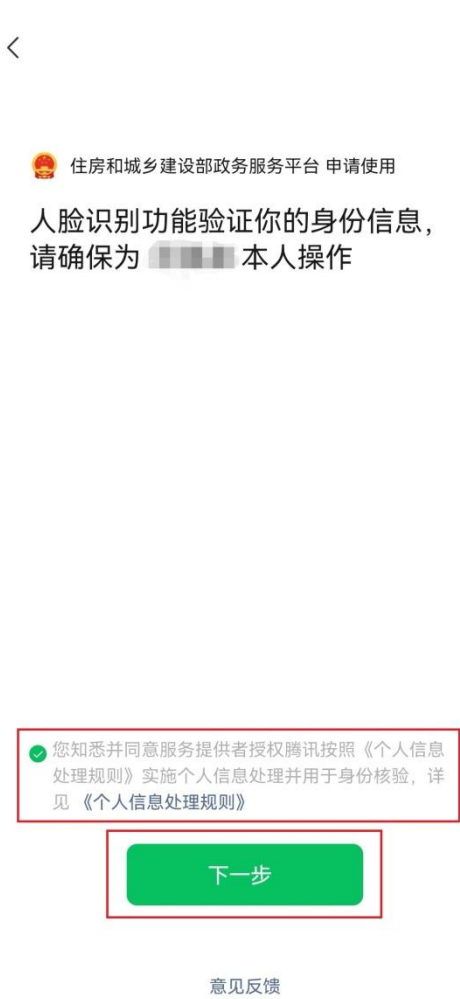 住房和城乡建设部政务服务平台 申请使用
人脸识别功能验证你的身份信息，
请确保为 本人操作
您知悉并同意服务提供者授权腾讯按照《个人信息
处理规则》实施个人信息处理并用于身份核验，详
见 《个人信息处理规则》
下一步
意见反馈